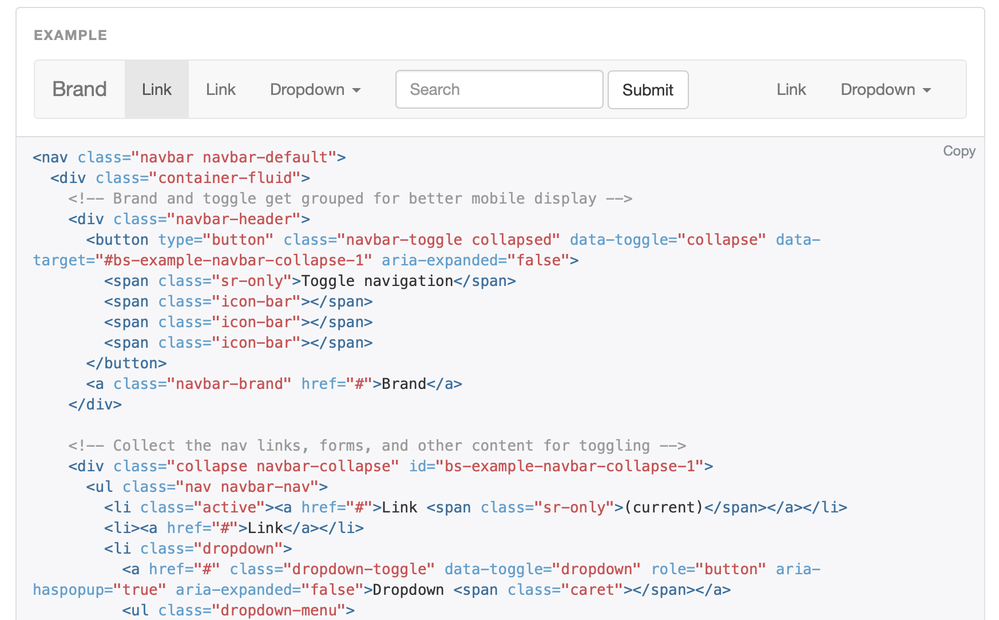 EXAMPLE
Brand Link Link Dropdown Search Submit Link Dropdown
Copy
<nav class="navbar navbar-default">
  <div class="container-fluid">
    <!-- Brand and toggle get grouped for better mobile display -->
    <div class="navbar-header">
      <button type="button" class="navbar-toggle collapsed" data-toggle="collapse" data-
target="#bs-example-navbar-collapse-1" aria-expanded="false">
        <span class="sr-only">Toggle navigation</span>
        <span class="icon-bar"></span>
        <span class="icon-bar"></span>
        <span class="icon-bar"></span>
      </button>
      <a class="navbar-brand" href="#">Brand</a>
    </div>

    <!-- Collect the nav links, forms, and other content for toggling -->
    <div class="collapse navbar-collapse" id="bs-example-navbar-collapse-1">
      <ul class="nav navbar-nav">
        <li class="active"><a href="#">Link <span class="sr-only">(current)</span></a></li>
        <li><a href="#">Link</a></li>
        <li class="dropdown">
          <a href="#" class="dropdown-toggle" data-toggle="dropdown" role="button" aria-
haspopup="true" aria-expanded="false">Dropdown <span class="caret"></span></a>
          <ul class="dropdown-menu">